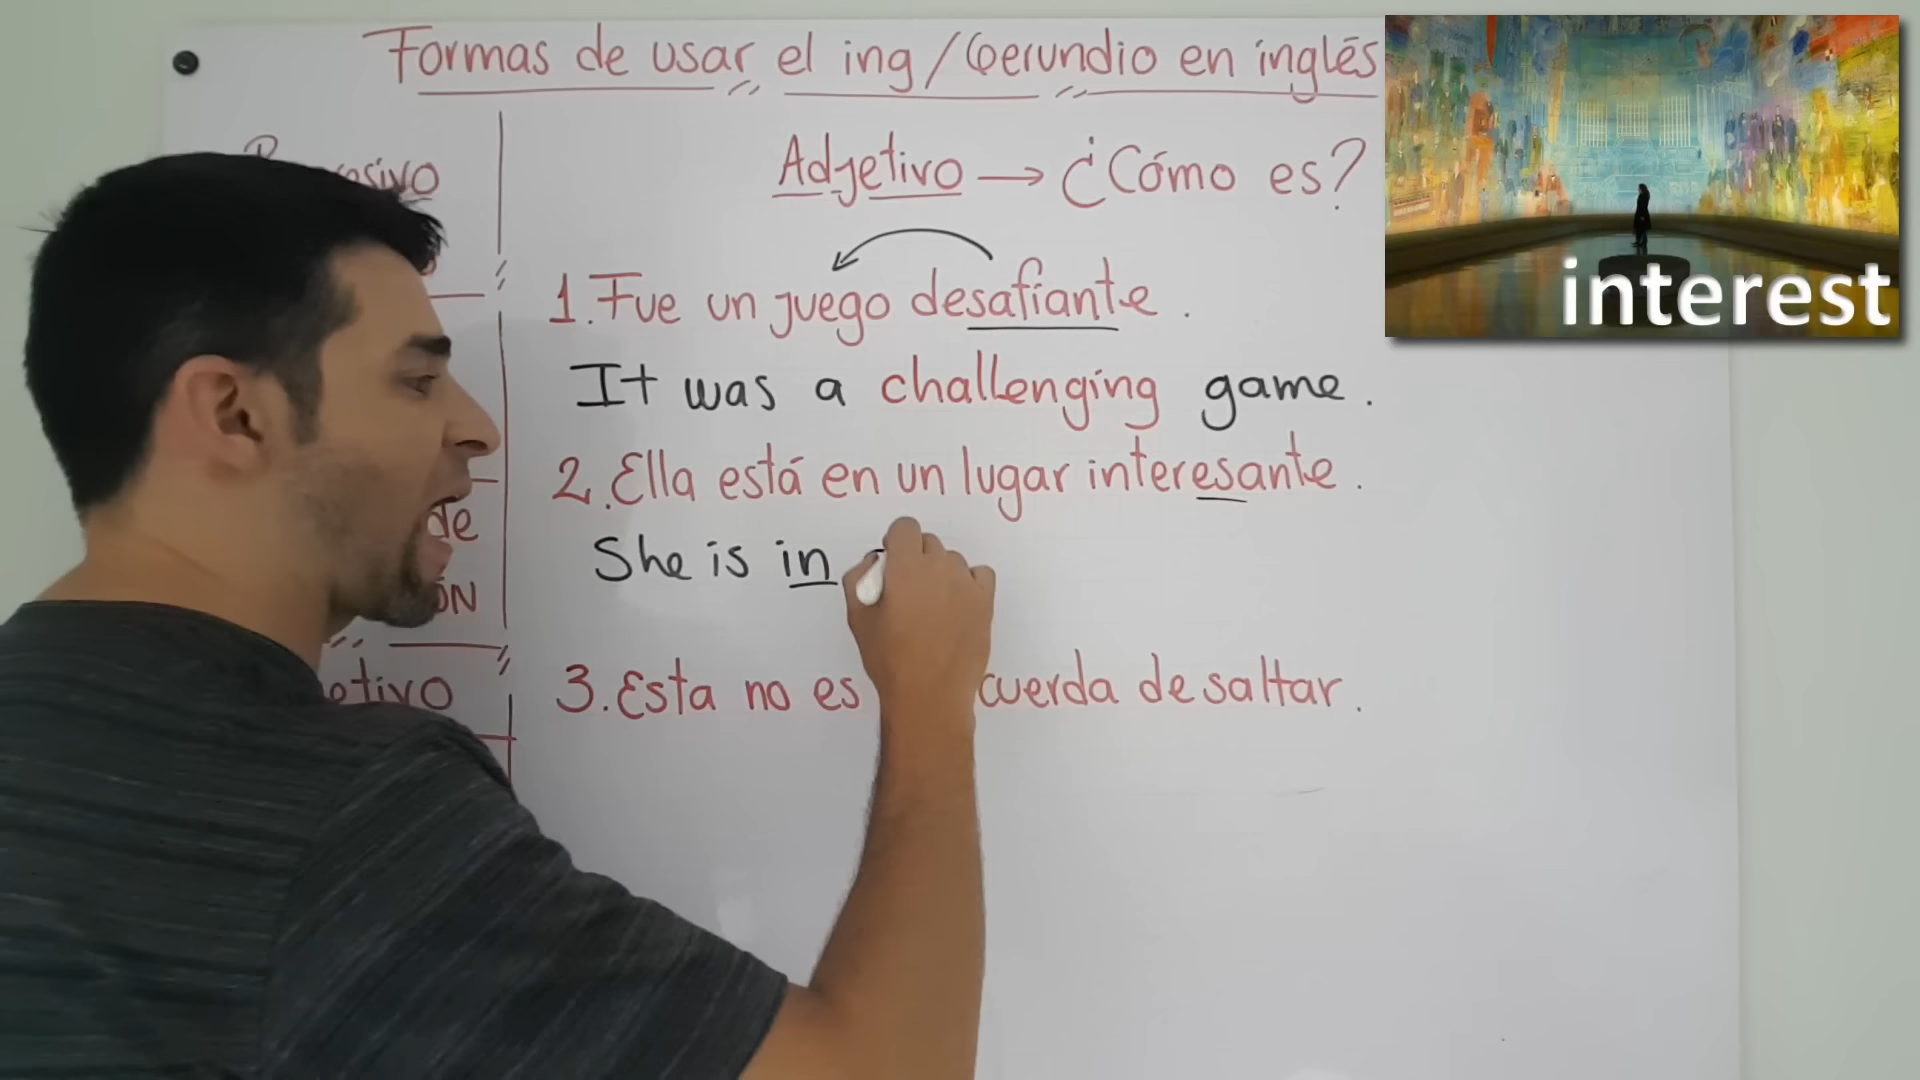 Formas de usar el ing/Gerundio en inglés
Adjetivo → ¿Cómo es?
1. Fue un juego desafiante.
It was a challenging game.
2. Ella está en un lugar interesante.
She is in
3. Esta no es cuerda de saltar.
de
interest